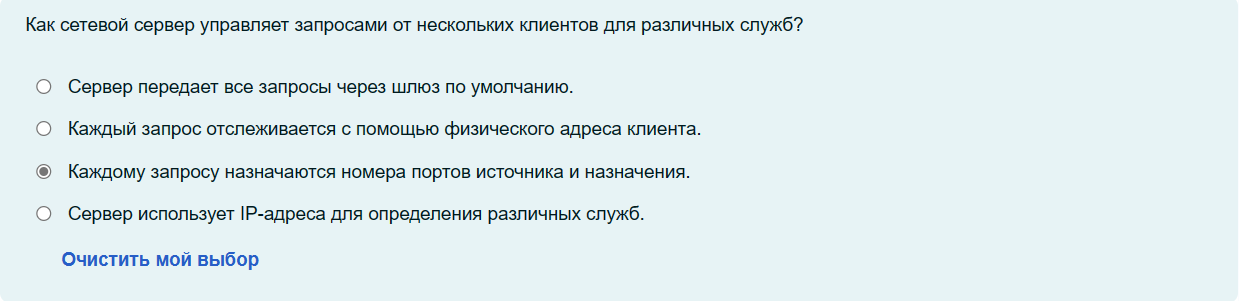 Как сетевой сервер управляет запросами от нескольких клиентов для различных служб?
Сервер передает все запросы через шлюз по умолчанию.
Каждый запрос отслеживается с помощью физического адреса клиента.
Каждому запросу назначаются номера портов источника и назначения.
Сервер использует IP-адреса для определения различных служб.
Очистить мой выбор